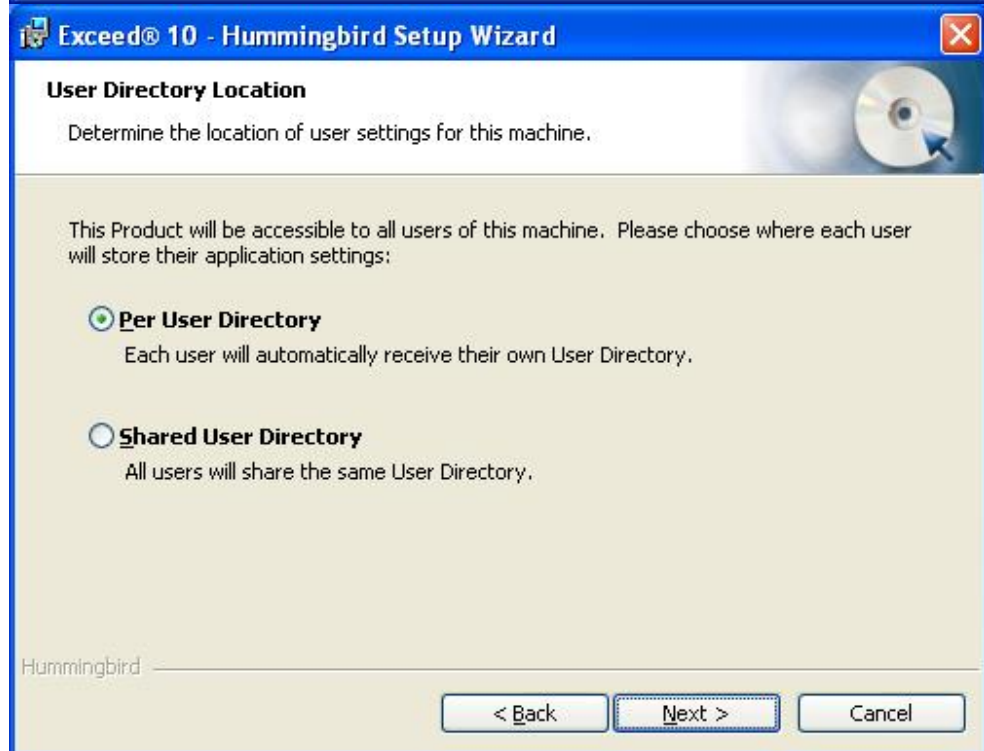 Exceed® 10 - Hummingbird Setup Wizard
User Directory Location
Determine the location of user settings for this machine.
This Product will be accessible to all users of this machine.  Please choose where each user
will store their application settings:
Per User Directory
Each user will automatically receive their own User Directory.
Shared User Directory
All users will share the same User Directory.
Hummingbird
< Back
Next >
Cancel